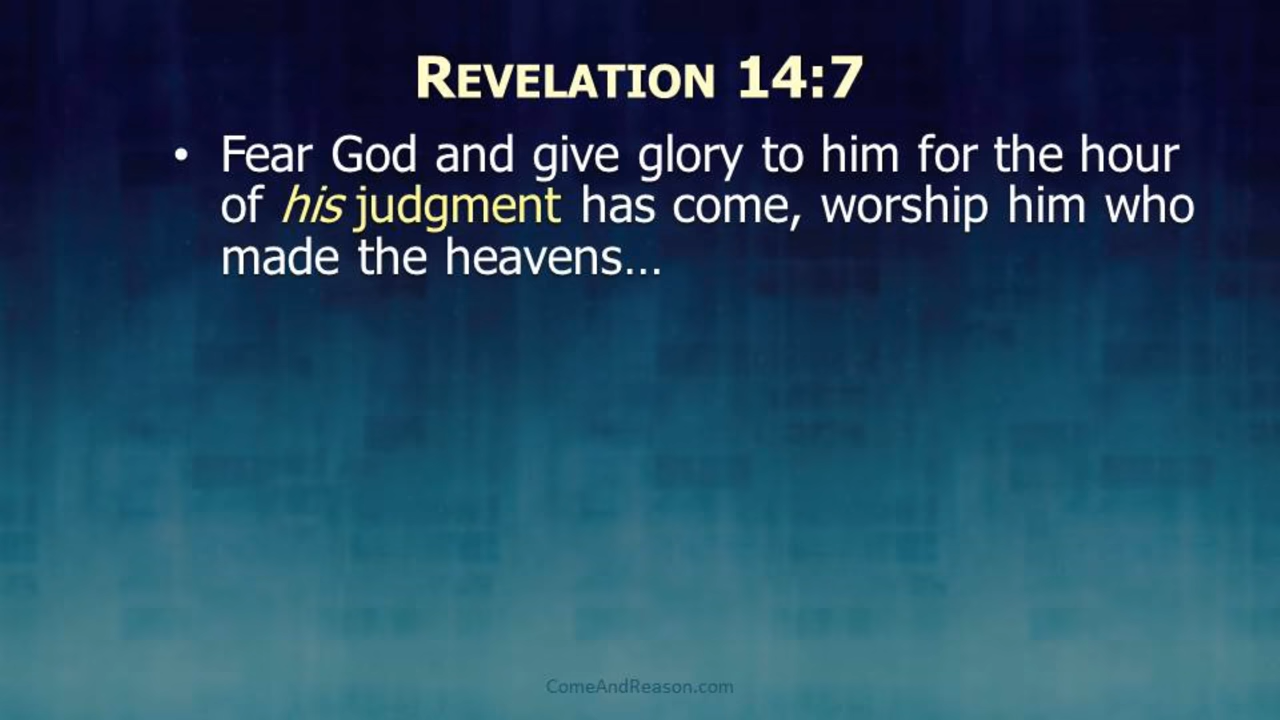 REVELATION 14:7
• Fear God and give glory to him for the hour
of his judgment has come, worship him who
made the heavens…
ComeAndReason.com